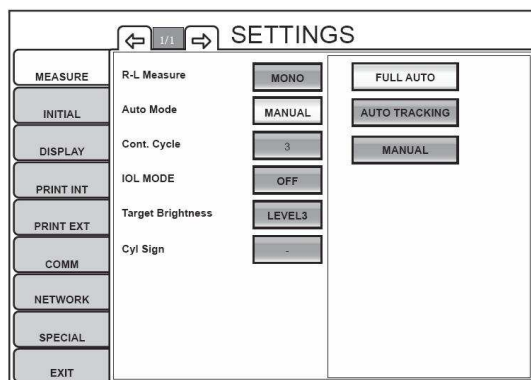 1/1
SETTINGS
MEASURE
INITIAL
DISPLAY
PRINT INT
PRINT EXT
COMM
NETWORK
SPECIAL
EXIT
R-L Measure MONO
Auto Mode MANUAL
Cont. Cycle 3
IOL MODE OFF
Target Brightness LEVEL3
Cyl Sign -
FULL AUTO
AUTO TRACKING
MANUAL